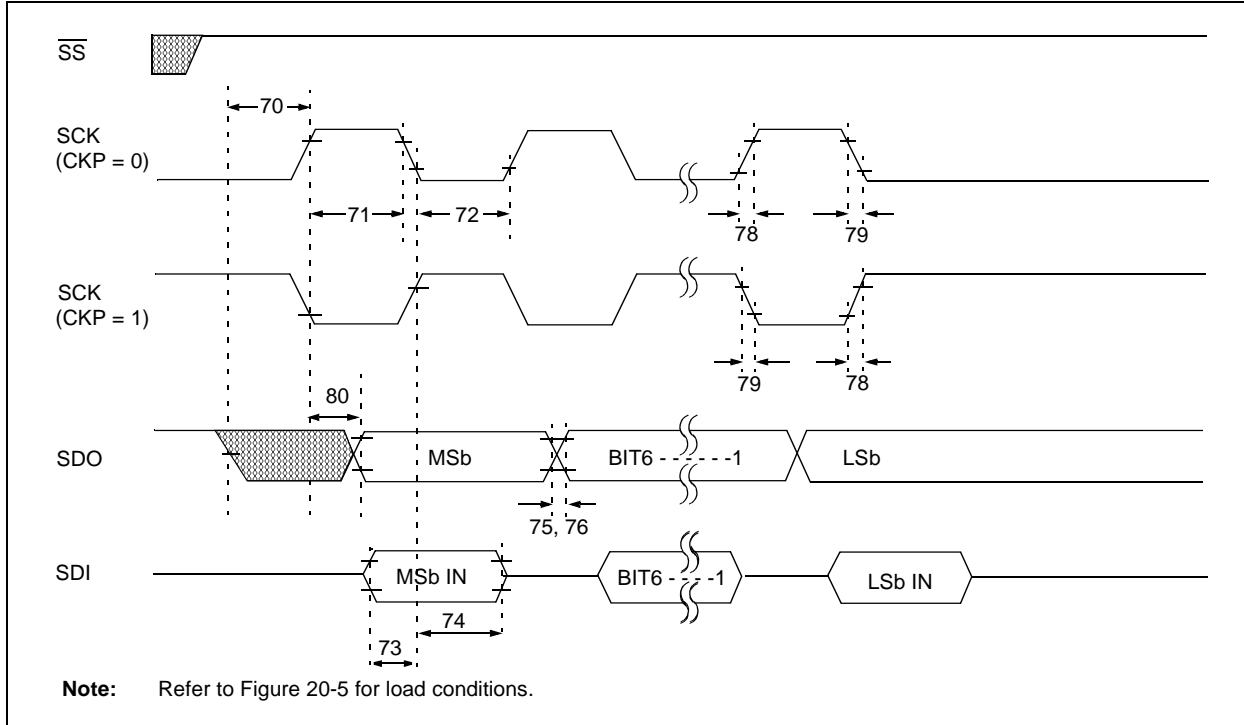 SS
70
SCK
(CKP = 0)
71
72
78
79
SCK
(CKP = 1)
79
78
80
SDO
MSb
BIT6 - - - - - -1
LSb
75, 76
SDI
MSb IN
BIT6 - - - - -1
LSb IN
74
73
Note: Refer to Figure 20-5 for load conditions.